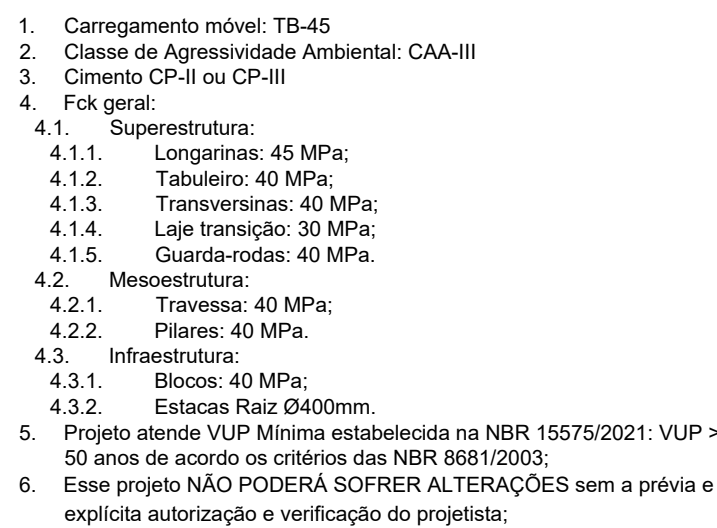 1. Carregamento móvel: TB-45
2. Classe de Agressividade Ambiental: CAA-III
3. Cimento CP-II ou CP-III
4. Fck geral:
4.1. Superestrutura:
4.1.1. Longarinas: 45 MPa;
4.1.2. Tabuleiro: 40 MPa;
4.1.3. Transversinas: 40 MPa;
4.1.4. Laje transição: 30 MPa;
4.1.5. Guarda-rodas: 40 MPa.
4.2. Mesoestrutura:
4.2.1. Travessa: 40 MPa;
4.2.2. Pilares: 40 MPa.
4.3. Infraestrutura:
4.3.1. Blocos: 40 MPa;
4.3.2. Estacas Raiz Ø400mm.
5. Projeto atende VUP Mínima estabelecida na NBR 15575/2021: VUP >
50 anos de acordo os critérios das NBR 8681/2003;
6. Esse projeto NÃO PODERÁ SOFRER ALTERAÇÕES sem a prévia e
explícita autorização e verificação do projetista;